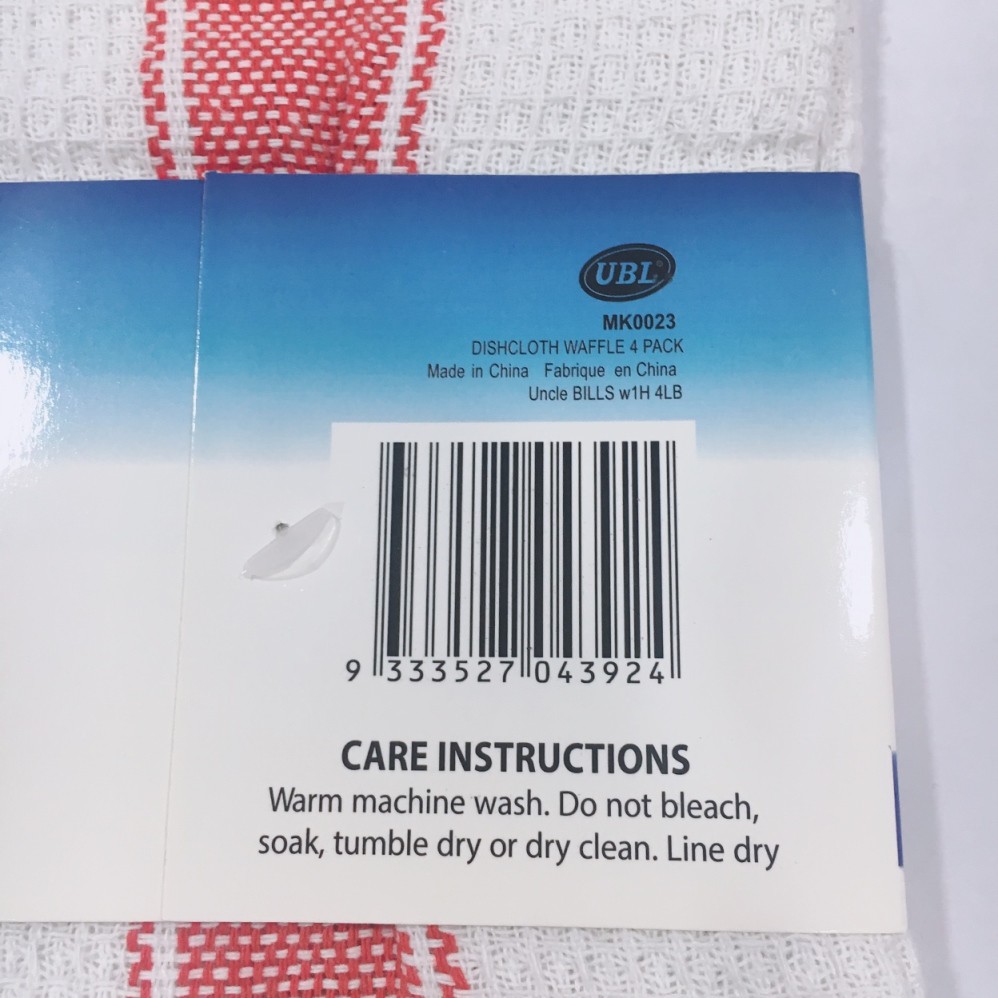 UBL®
MK0023
DISHCLOTH WAFFLE 4 PACK
Made in China Fabrique en China
Uncle BILLS w1H 4LB
9 333527 043924
CARE INSTRUCTIONS
Warm machine wash. Do not bleach,
soak, tumble dry or dry clean. Line dry